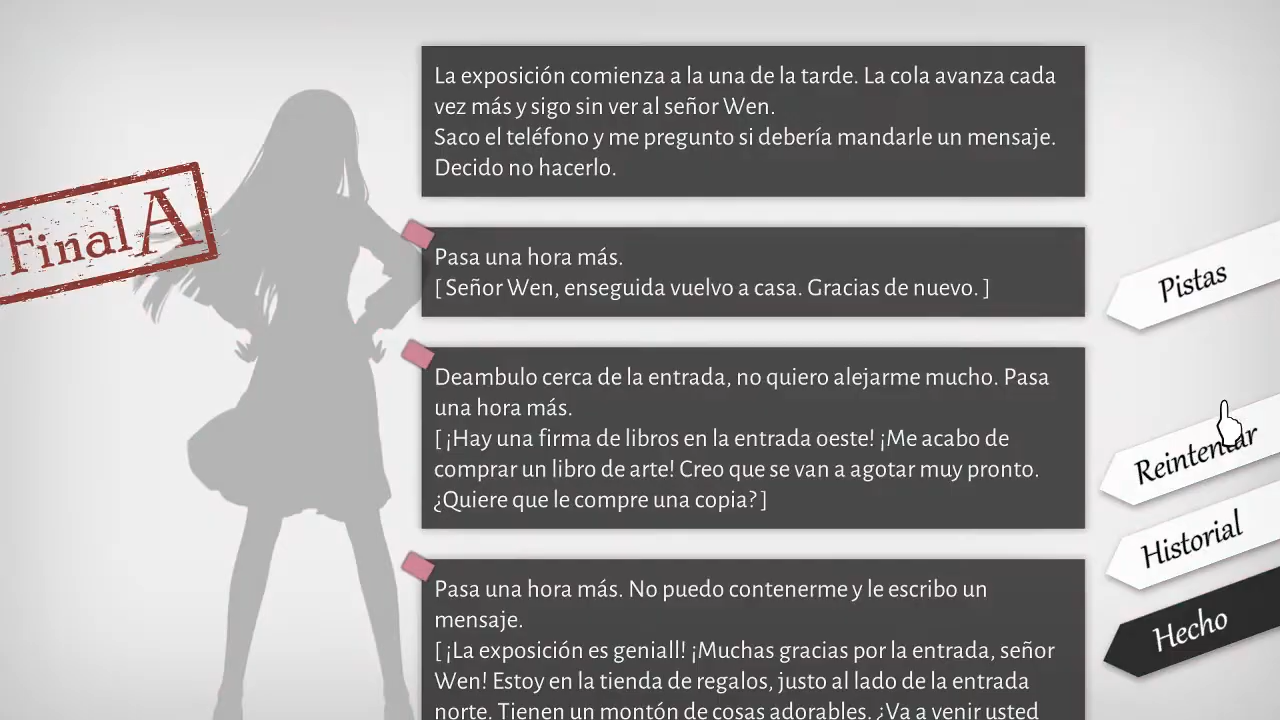 La exposición comienza a la una de la tarde. La cola avanza cada
vez más y sigo sin ver al señor Wen.
Saco el teléfono y me pregunto si debería mandarle un mensaje.
Decido no hacerlo.
Final A
Pasa una hora más.
[ Señor Wen, enseguida vuelvo a casa. Gracias de nuevo. ]
Pistas
Deambulo cerca de la entrada, no quiero alejarme mucho. Pasa
una hora más.
[ ¡Hay una firma de libros en la entrada oeste! ¡Me acabo de
comprar un libro de arte! Creo que se van a agotar muy pronto.
¿Quiere que le compre una copia? ]
Reintentar
Historial
Pasa una hora más. No puedo contenerme y le escribo un
mensaje.
[ ¡La exposición es geniall! ¡Muchas gracias por la entrada, señor
Wen! Estoy en la tienda de regalos, justo al lado de la entrada
norte. Tienen un montón de cosas adorables. ¿Va a venir usted
Hecho